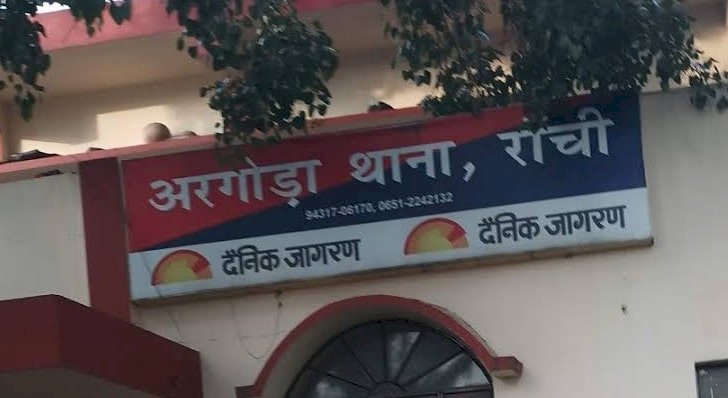 अरगोड़ा थाना, राँची
94317-06170, 0651-2242132
दैनिक जागरण दैनिक जागरण